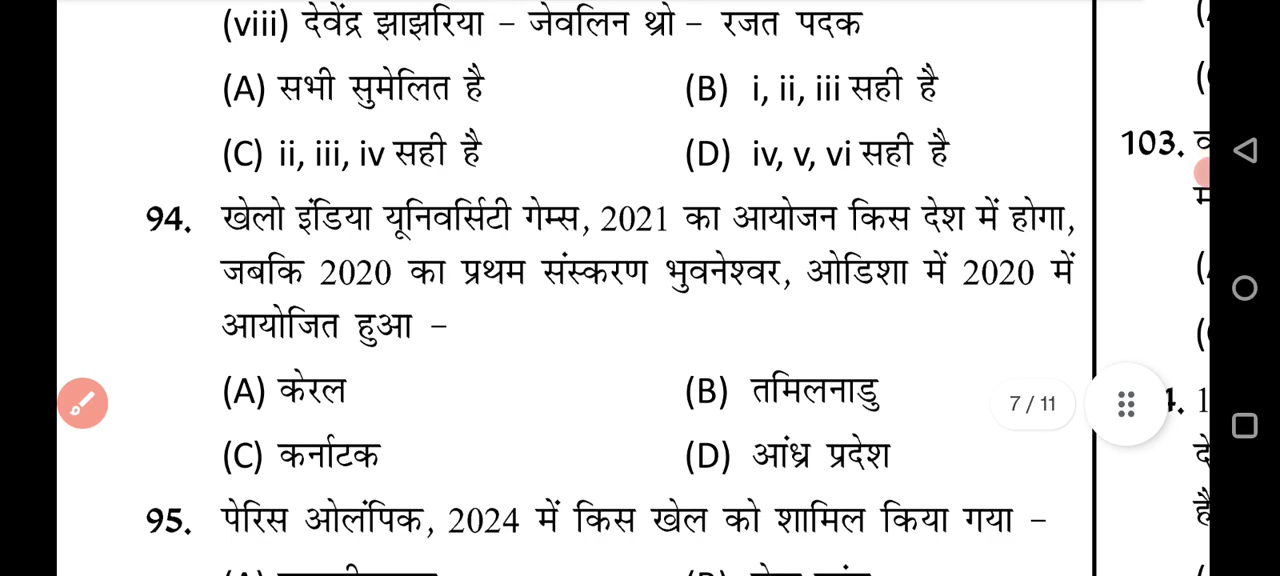 (viii) देवेंद्र झाझरिया – जेवलिन थ्रो – रजत पदक
(A) सभी सुमेलित है
(B) i, ii, iii सही है
(C) ii, iii, iv सही है
(D) iv, v, vi सही है
94. खेलो इंडिया यूनिवर्सिटी गेम्स, 2021 का आयोजन किस देश में होगा,
जबकि 2020 का प्रथम संस्करण भुवनेश्वर, ओडिशा में 2020 में
आयोजित हुआ –
(A) केरल
(B) तमिलनाडु
(C) कर्नाटक
(D) आंध्र प्रदेश
95. पेरिस ओलंपिक, 2024 में किस खेल को शामिल किया गया –
103.
7 / 11